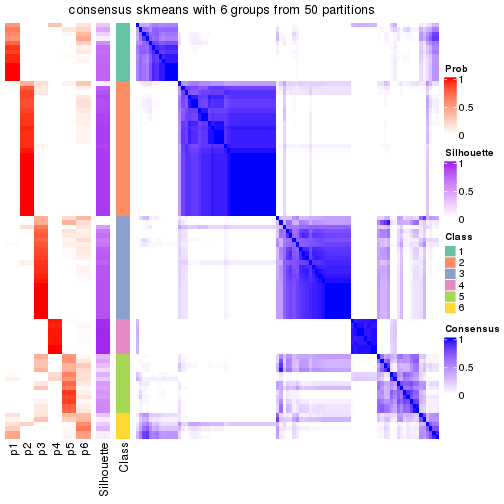 consensus skmeans with 6 groups from 50 partitions
Prob
1
0.5
0
Silhouette
1
0.5
0
Class
1
2
3
4
5
6
Consensus
1
0.5
0
p1
p2
p3
p4
p5
p6
Silhouette
Class